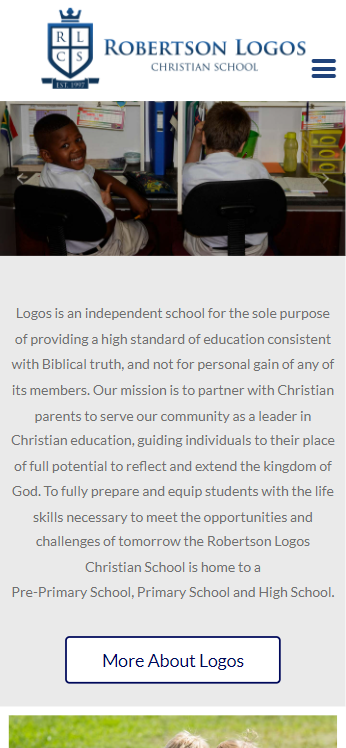 R L
C S
EST. 1997
ROBERTSON LOGOS
CHRISTIAN SCHOOL
Logos is an independent school for the sole purpose
of providing a high standard of education consistent
with Biblical truth, and not for personal gain of any of
its members. Our mission is to partner with Christian
parents to serve our community as a leader in
Christian education, guiding individuals to their place
of full potential to reflect and extend the kingdom of
God. To fully prepare and equip students with the life
skills necessary to meet the opportunities and
challenges of tomorrow the Robertson Logos
Christian School is home to a
Pre-Primary School, Primary School and High School.
More About Logos